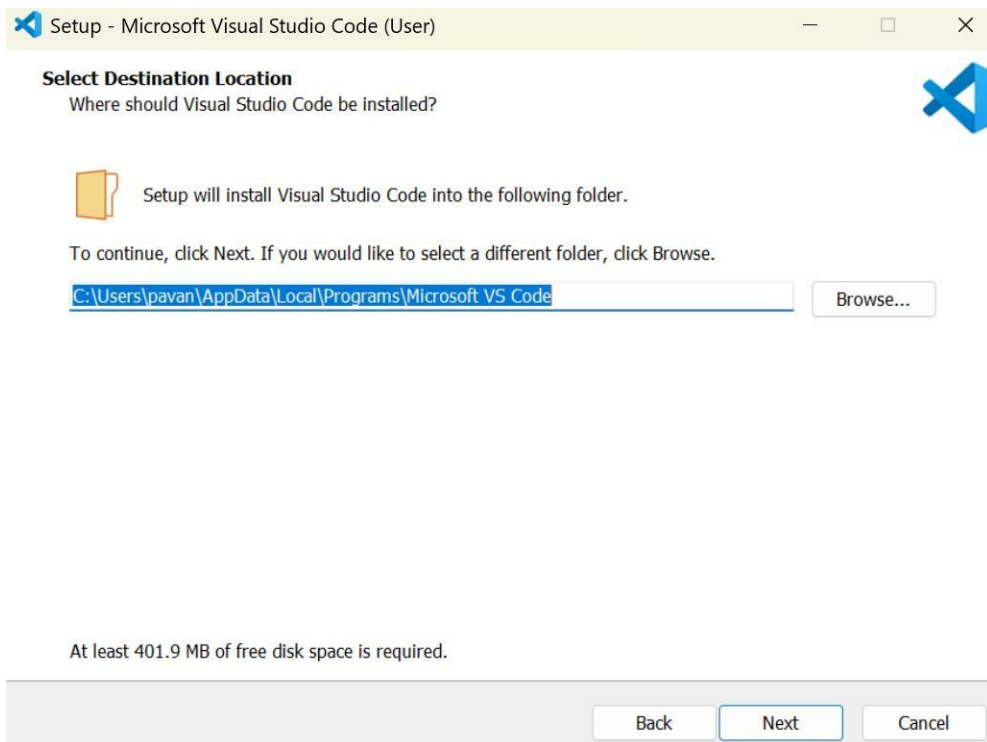 Setup - Microsoft Visual Studio Code (User)
Select Destination Location
Where should Visual Studio Code be installed?
Setup will install Visual Studio Code into the following folder.
To continue, click Next. If you would like to select a different folder, click Browse.
C:\Users\pavan\AppData\Local\Programs\Microsoft VS Code
Browse...
At least 401.9 MB of free disk space is required.
Back Next Cancel